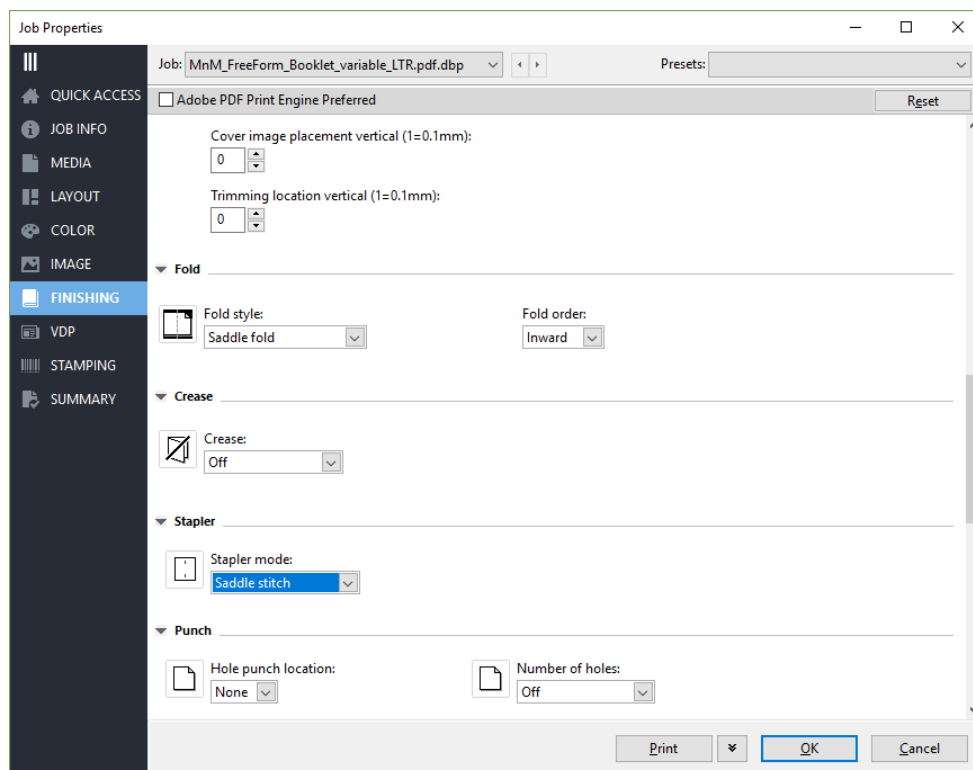 Job Properties
Job: MnM_FreeForm_Booklet_variable_LTR.pdf.dbp Presets:
QUICK ACCESS
JOB INFO
MEDIA
LAYOUT
COLOR
IMAGE
FINISHING
VDP
STAMPING
SUMMARY
Adobe PDF Print Engine Preferred Reset
Cover image placement vertical (1=0.1mm):
0
Trimming location vertical (1=0.1mm):
0
Fold
Fold style: Fold order:
Saddle fold Inward
Crease
Crease:
Off
Stapler
Stapler mode:
Saddle stitch
Punch
Hole punch location: Number of holes:
None Off
Print OK Cancel